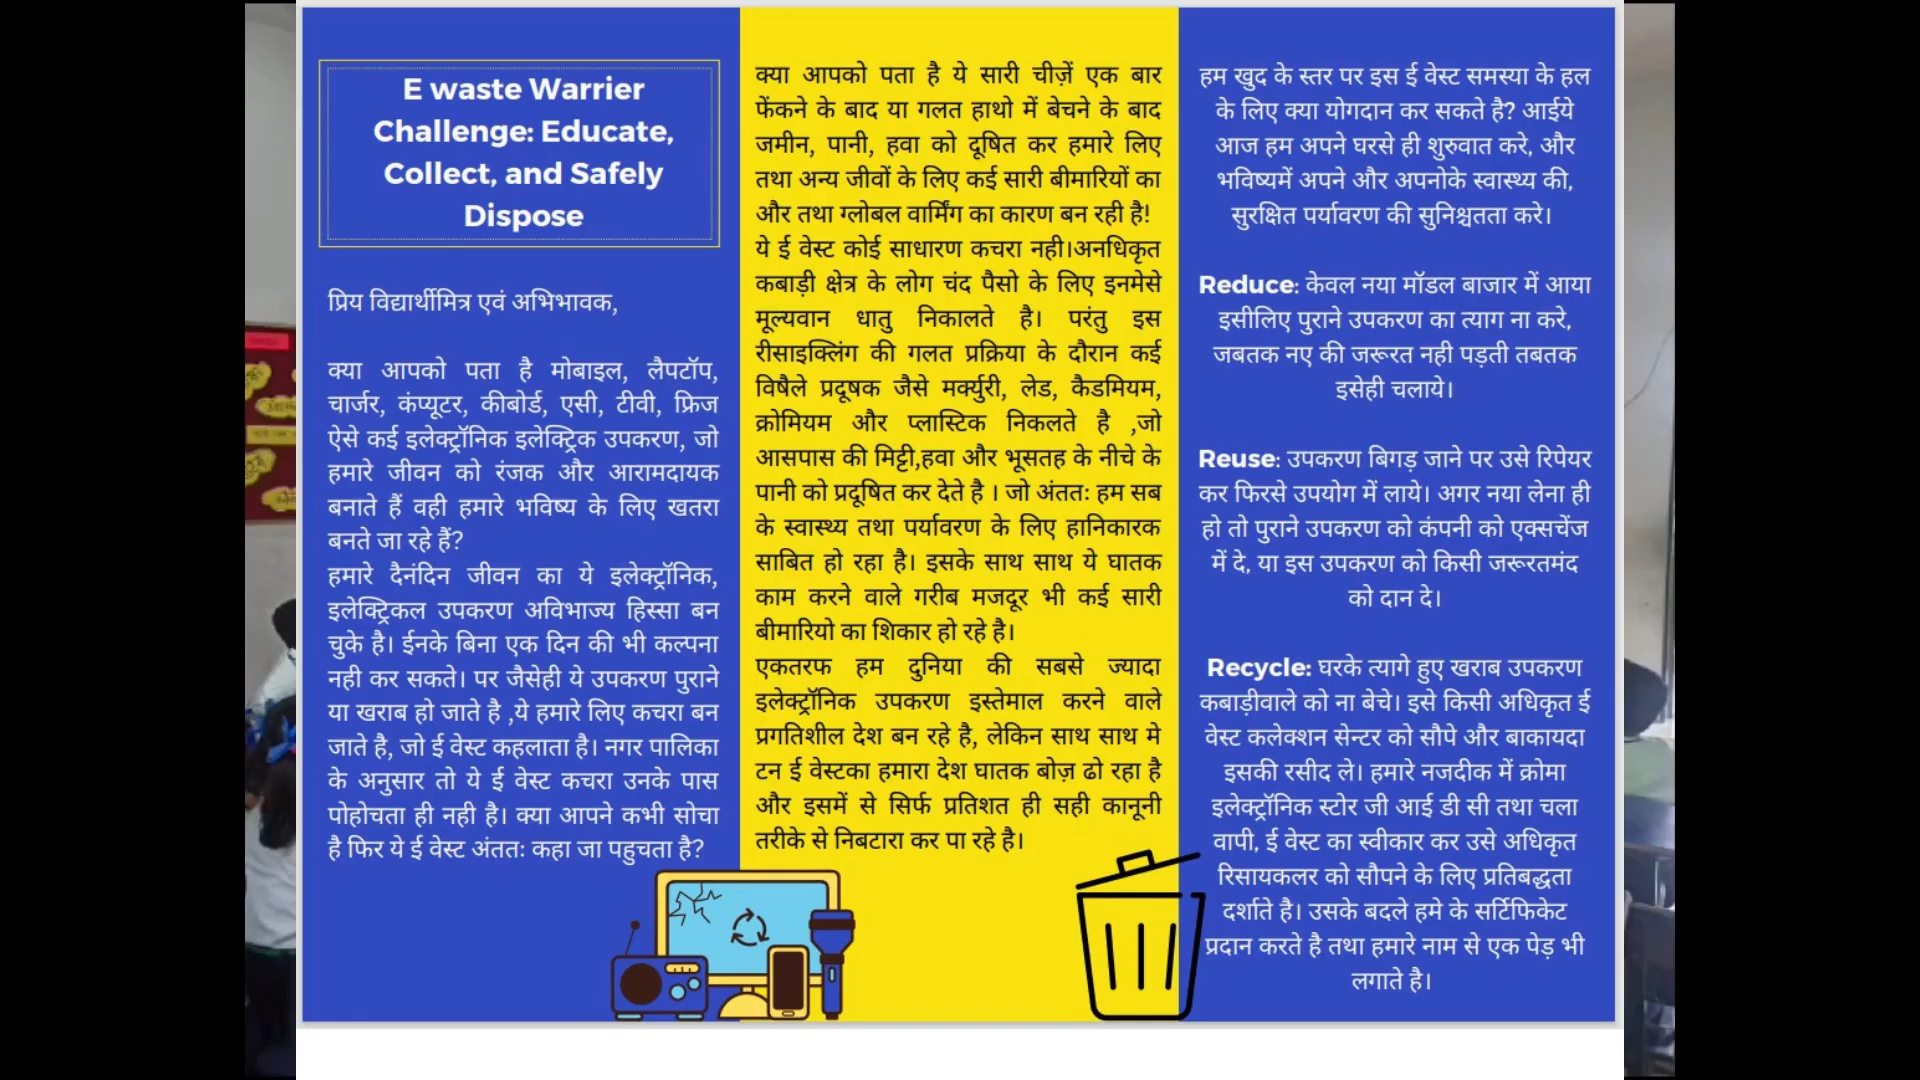 E waste Warrier
Challenge: Educate,
Collect, and Safely
Dispose
प्रिय विद्यार्थीमित्र एवं अभिभावक,
क्या आपको पता है मोबाइल, लैपटॉप,
चार्जर, कंप्यूटर, कीबोर्ड, एसी, टीवी, फ्रिज
ऐसे कई इलेक्ट्रॉनिक इलेक्ट्रिक उपकरण, जो
हमारे जीवन को रंजक और आरामदायक
बनाते हैं वही हमारे भविष्य के लिए खतरा
बनते जा रहे हैं?
हमारे दैनंदिन जीवन का ये इलेक्ट्रॉनिक,
इलेक्ट्रिकल उपकरण अविभाज्य हिस्सा बन
चुके है। ईनके बिना एक दिन की भी कल्पना
नही कर सकते। पर जैसेही ये उपकरण पुराने
या खराब हो जाते है ,ये हमारे लिए कचरा बन
जाते है, जो ई वेस्ट कहलाता है। नगर पालिका
के अनुसार तो ये ई वेस्ट कचरा उनके पास
पोहोचता ही नही है। क्या आपने कभी सोचा
है फिर ये ई वेस्ट अंततः कहा जा पहुचता है?
क्या आपको पता है ये सारी चीज़ें एक बार
फेंकने के बाद या गलत हाथो में बेचने के बाद
जमीन, पानी, हवा को दूषित कर हमारे लिए
तथा अन्य जीवों के लिए कई सारी बीमारियों का
और तथा ग्लोबल वार्मिंग का कारण बन रही है!
ये ई वेस्ट कोई साधारण कचरा नही।अनधिकृत
कबाड़ी क्षेत्र के लोग चंद पैसो के लिए इनमेसे
मूल्यवान धातु निकालते है। परंतु इस
रीसाइक्लिंग की गलत प्रक्रिया के दौरान कई
विषैले प्रदूषक जैसे मर्क्युरी, लेड, कैडमियम,
क्रोमियम और प्लास्टिक निकलते है ,जो
आसपास की मिट्टी,हवा और भूसतह के नीचे के
पानी को प्रदूषित कर देते है । जो अंततः हम सब
के स्वास्थ्य तथा पर्यावरण के लिए हानिकारक
साबित हो रहा है। इसके साथ साथ ये घातक
काम करने वाले गरीब मजदूर भी कई सारी
बीमारियो का शिकार हो रहे है।
एकतरफ हम दुनिया की सबसे ज्यादा
इलेक्ट्रॉनिक उपकरण इस्तेमाल करने वाले
प्रगतिशील देश बन रहे है, लेकिन साथ साथ मे
टन ई वेस्टका हमारा देश घातक बोज़ ढो रहा है
और इसमें से सिर्फ प्रतिशत ही सही कानूनी
तरीके से निबटारा कर पा रहे है।
हम खुद के स्तर पर इस ई वेस्ट समस्या के हल
के लिए क्या योगदान कर सकते है? आईये
आज हम अपने घरसे ही शुरुवात करे, और
भविष्यमें अपने और अपनोके स्वास्थ्य की,
सुरक्षित पर्यावरण की सुनिश्चतता करे।
Reduce: केवल नया मॉडल बाजार में आया
इसीलिए पुराने उपकरण का त्याग ना करे,
जबतक नए की जरूरत नही पड़ती तबतक
इसेही चलाये।
Reuse: उपकरण बिगड़ जाने पर उसे रिपेयर
कर फिरसे उपयोग में लाये। अगर नया लेना ही
हो तो पुराने उपकरण को कंपनी को एक्सचेंज
में दे, या इस उपकरण को किसी जरूरतमंद
को दान दे।
Recycle: घरके त्यागे हुए खराब उपकरण
कबाड़ीवाले को ना बेचे। इसे किसी अधिकृत ई
वेस्ट कलेक्शन सेन्टर को सौपे और बाकायदा
इसकी रसीद ले। हमारे नजदीक में क्रोमा
इलेक्ट्रॉनिक स्टोर जी आई डी सी तथा चला
वापी, ई वेस्ट का स्वीकार कर उसे अधिकृत
रिसायकलर को सौपने के लिए प्रतिबद्धता
दर्शाते है। उसके बदले हमे के सर्टिफिकेट
प्रदान करते है तथा हमारे नाम से एक पेड़ भी
लगाते है।